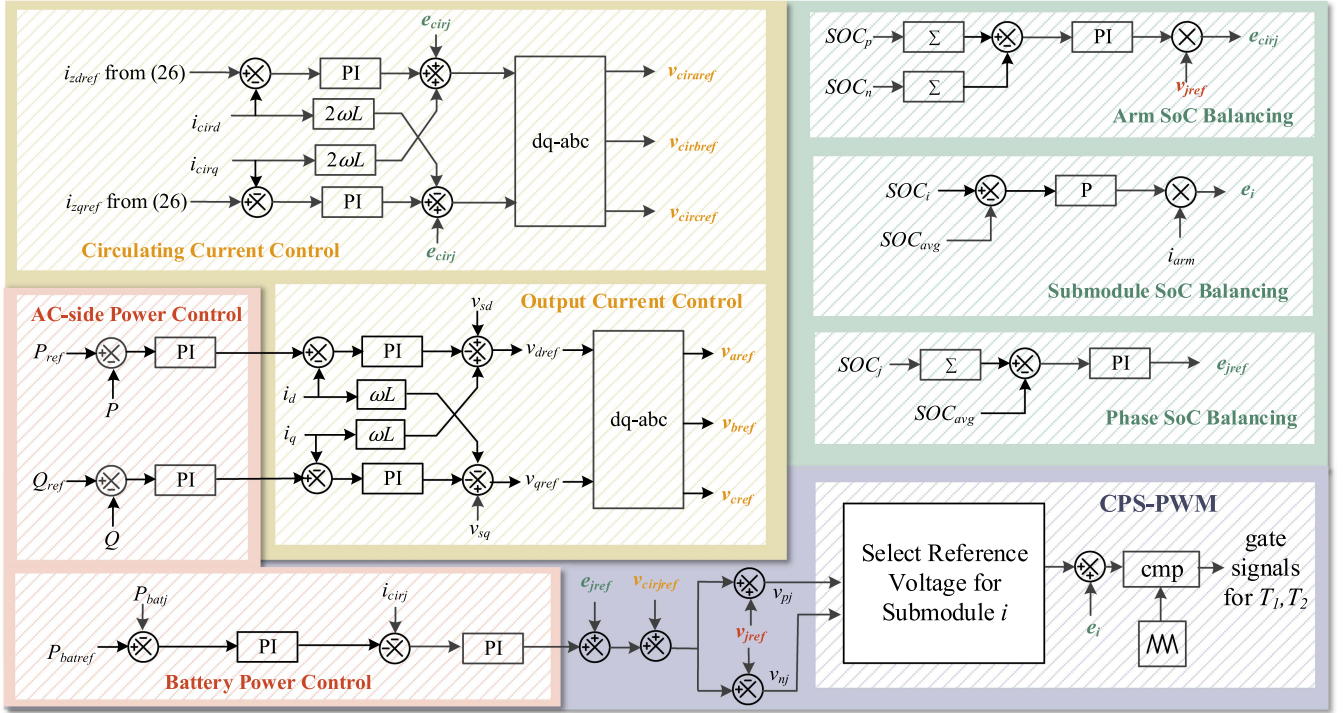 e_cirj
i_zdref from (26)
PI
v_ciraref
i_cird
2ωL
dq-abc
v_cirbref
i_cirq
2ωL
i_zqref from (26)
PI
v_circref
e_cirj
Circulating Current Control
SOC_p
Σ
PI
e_cirj
SOC_n
Σ
v_jref
Arm SoC Balancing
SOC_i
P
e_i
SOC_avg
i_arm
Submodule SoC Balancing
SOC_j
Σ
PI
e_jref
SOC_avg
Phase SoC Balancing
AC-side Power Control
P_ref
PI
P
Q_ref
PI
Q
Output Current Control
v_sd
PI
v_dref
v_aref
i_d
ωL
dq-abc
v_bref
i_q
ωL
PI
v_qref
v_cref
v_sq
P_batj
i_cirj
P_batref
PI
PI
Battery Power Control
e_jref
v_cirjref
v_pj
v_jref
v_nj
CPS-PWM
Select Reference
Voltage for
Submodule i
e_i
cmp
gate
signals
for T_1,T_2